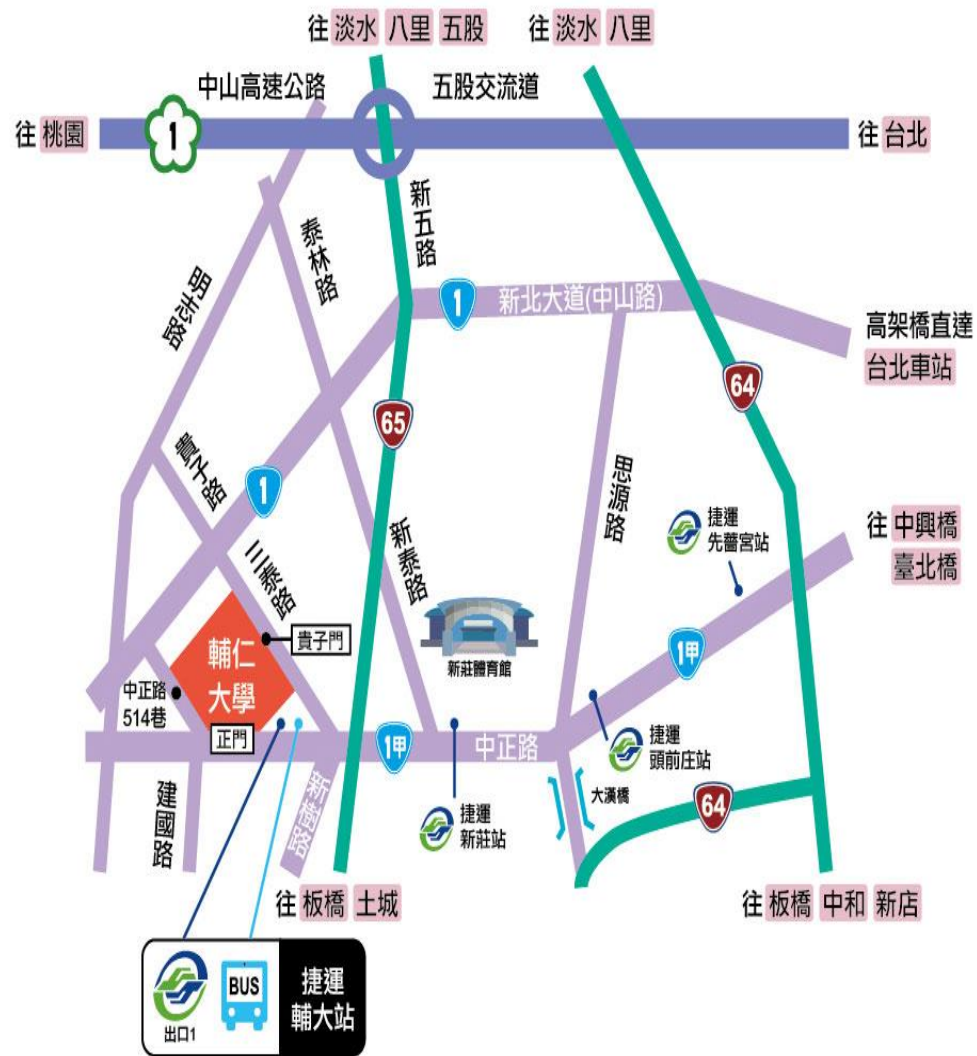 往 淡水 八里 五股
往 淡水 八里
中山高速公路
五股交流道
往 桃園
1
往 台北
新五路
泰林路
明志路
1
新北大道(中山路)
高架橋直達
台北車站
64
65
貴子路
1
思源路
捷運
先嗇宮站
往 中興橋
臺北橋
新泰路
三泰路
貴子門
輔仁
大學
新莊體育館
1甲
中正路
514巷
正門
1甲
中正路
捷運
頭前庄站
建國路
新樹路
捷運
新莊站
大漢橋
64
往 板橋 土城
往 板橋 中和 新店
BUS
出口1
捷運
輔大站